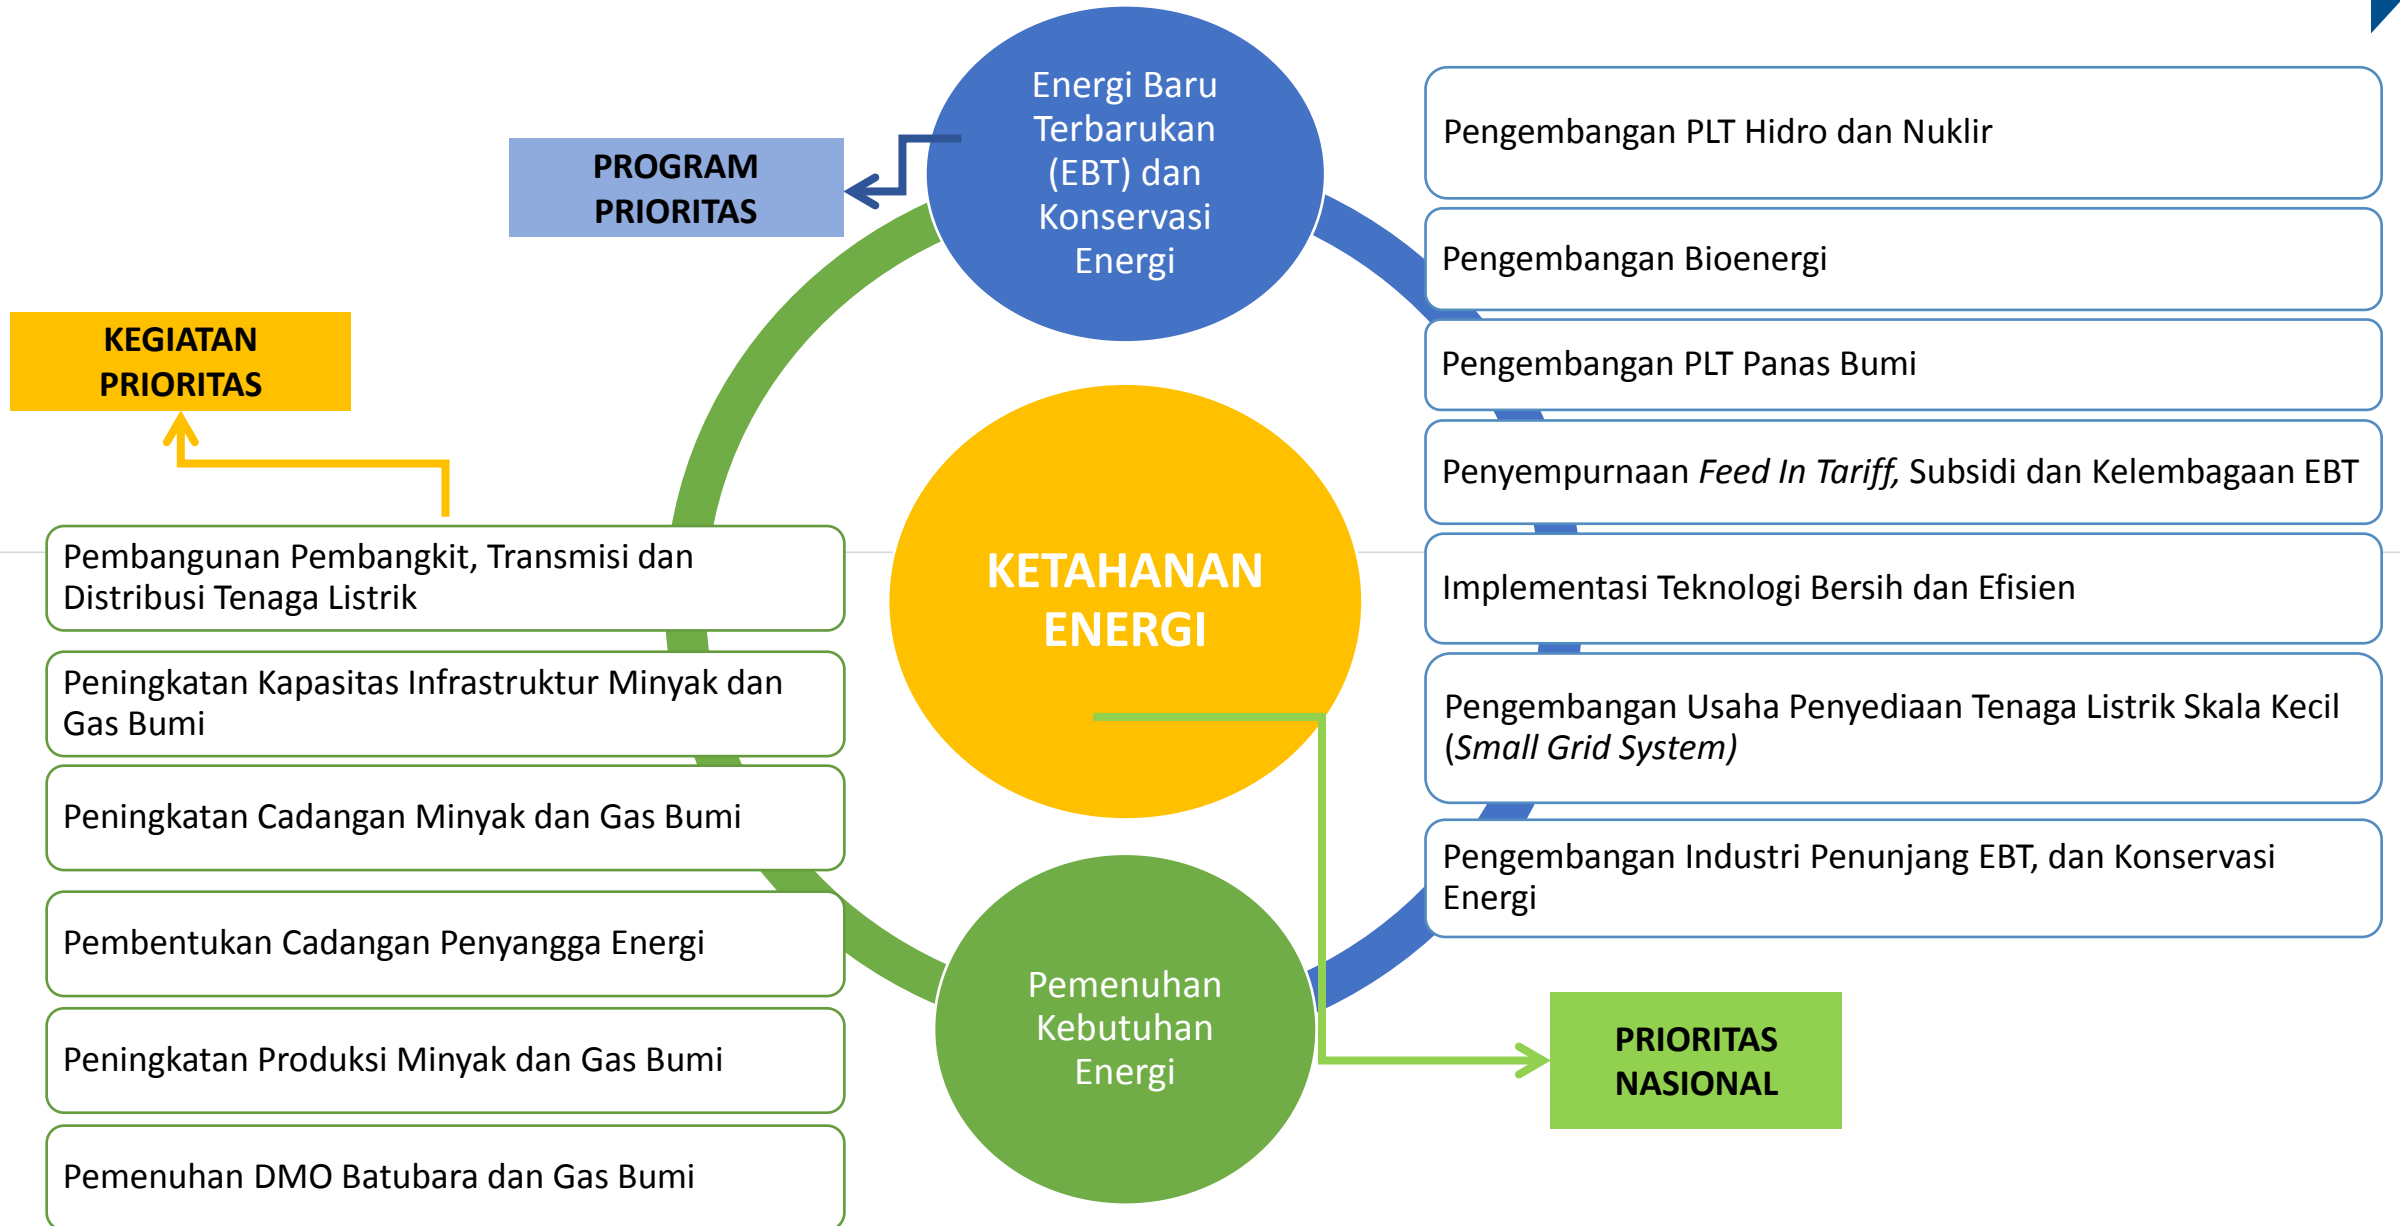 Energi Baru
Terbarukan
(EBT) dan
Konservasi
Energi
PROGRAM
PRIORITAS
KEGIATAN
PRIORITAS
KETAHANAN
ENERGI
Pembangunan Pembangkit, Transmisi dan
Distribusi Tenaga Listrik
Peningkatan Kapasitas Infrastruktur Minyak dan
Gas Bumi
Peningkatan Cadangan Minyak dan Gas Bumi
Pembentukan Cadangan Penyangga Energi
Peningkatan Produksi Minyak dan Gas Bumi
Pemenuhan DMO Batubara dan Gas Bumi
Pemenuhan
Kebutuhan
Energi
Pengembangan PLT Hidro dan Nuklir
Pengembangan Bioenergi
Pengembangan PLT Panas Bumi
Penyempurnaan Feed In Tariff, Subsidi dan Kelembagaan EBT
Implementasi Teknologi Bersih dan Efisien
Pengembangan Usaha Penyediaan Tenaga Listrik Skala Kecil
(Small Grid System)
Pengembangan Industri Penunjang EBT, dan Konservasi
Energi
PRIORITAS
NASIONAL